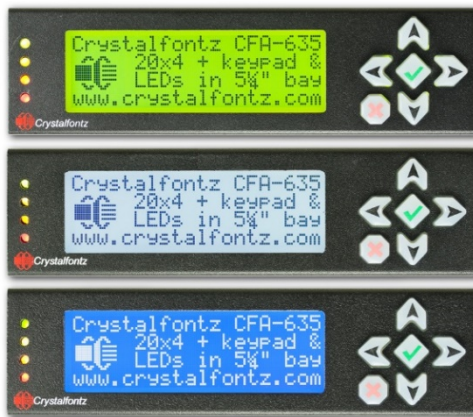 Crystalfontz CFA-635
20x4 + keypad &
LEDs in 5¼" bay
www.crystalfontz.com
Crystalfontz
Crystalfontz CFA-635
20x4 + keypad &
LEDs in 5¼" bay
www.crystalfontz.com
Crystalfontz
Crystalfontz CFA-635
20x4 + keypad &
LEDs in 5¼" bay
www.crystalfontz.com
Crystalfontz